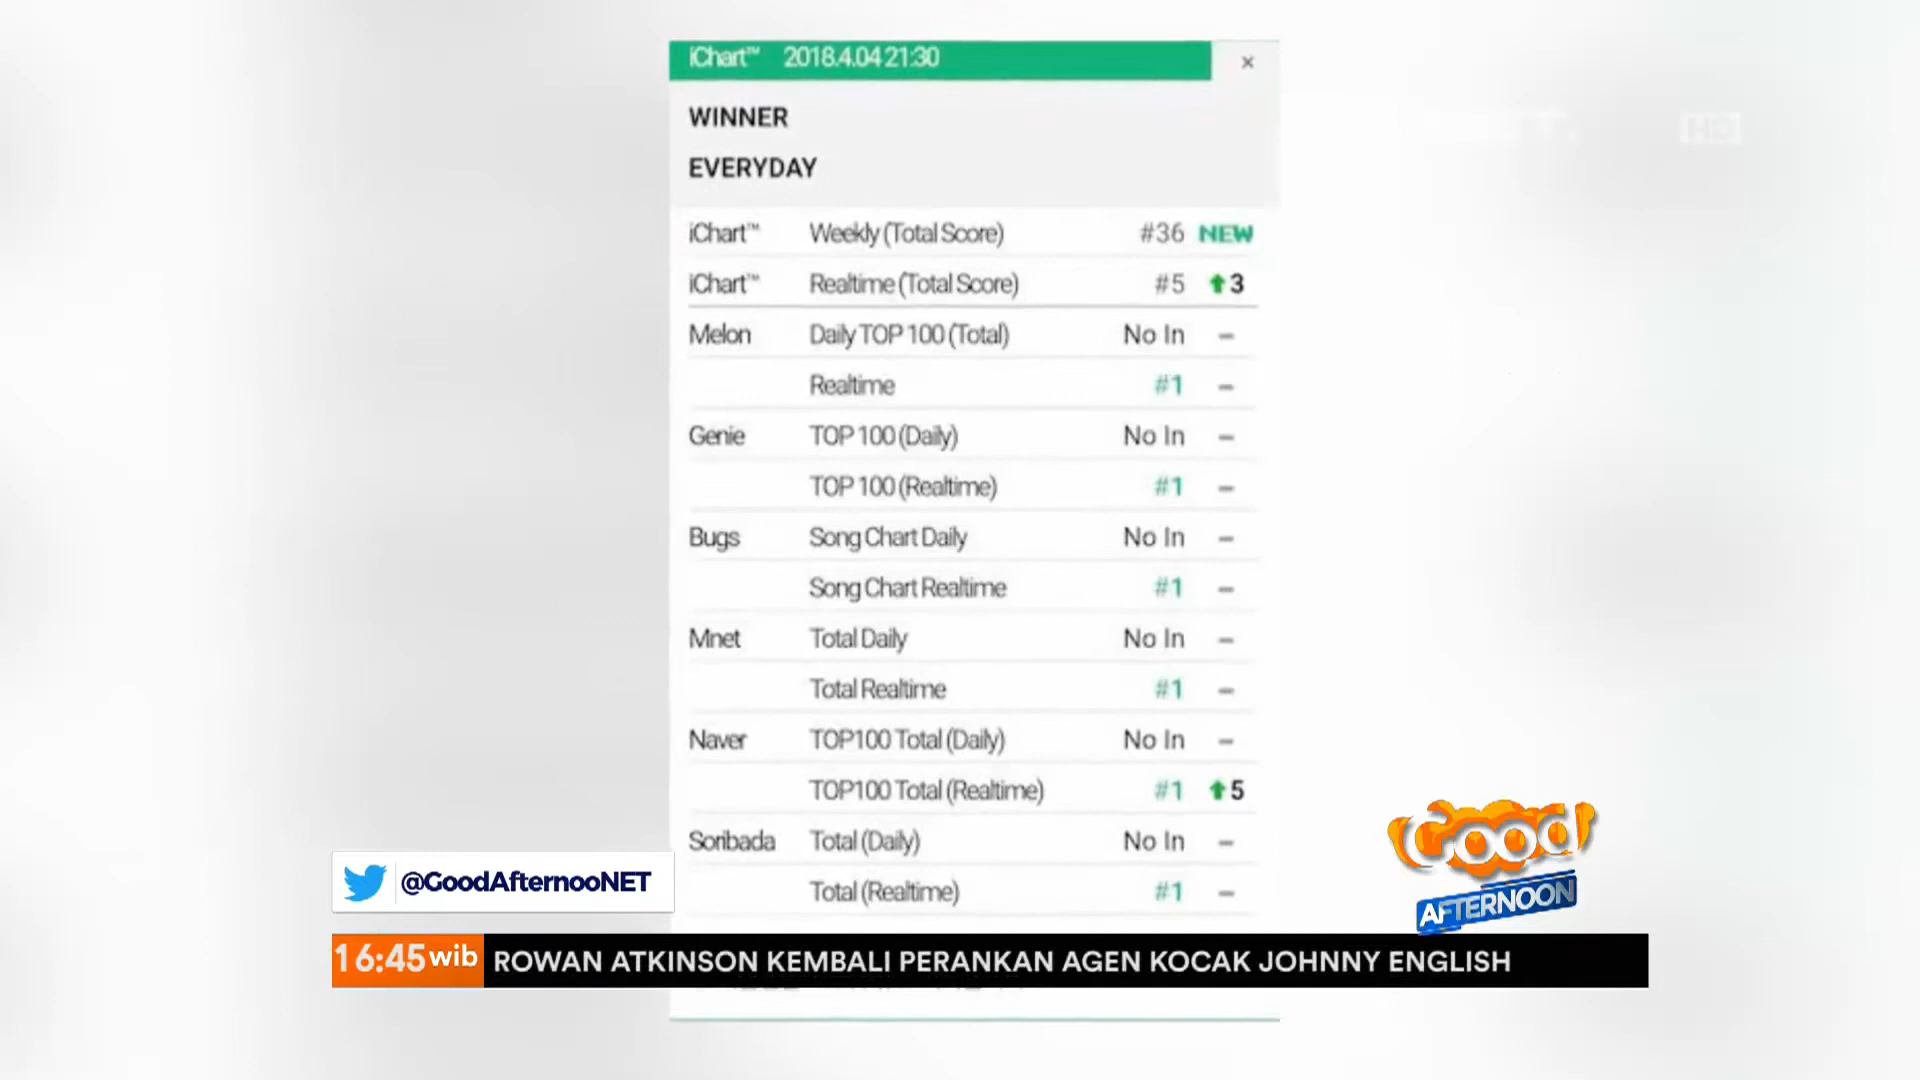 iChart™ 2018.4.04 21:30 ×
WINNER
EVERYDAY
iChart™ Weekly (Total Score) #36 NEW
iChart™ Realtime (Total Score) #5 ⬆3
Melon Daily TOP 100 (Total) No In –
Realtime #1 –
Genie TOP 100 (Daily) No In –
TOP 100 (Realtime) #1 –
Bugs Song Chart Daily No In –
Song Chart Realtime #1 –
Mnet Total Daily No In –
Total Realtime #1 –
Naver TOP100 Total (Daily) No In –
TOP100 Total (Realtime) #1 ⬆5
Soribada Total (Daily) No In –
Total (Realtime) #1 –
HD
@GoodAfternooNET
Good
AFTERNOON
16:45 wib ROWAN ATKINSON KEMBALI PERANKAN AGEN KOCAK JOHNNY ENGLISH